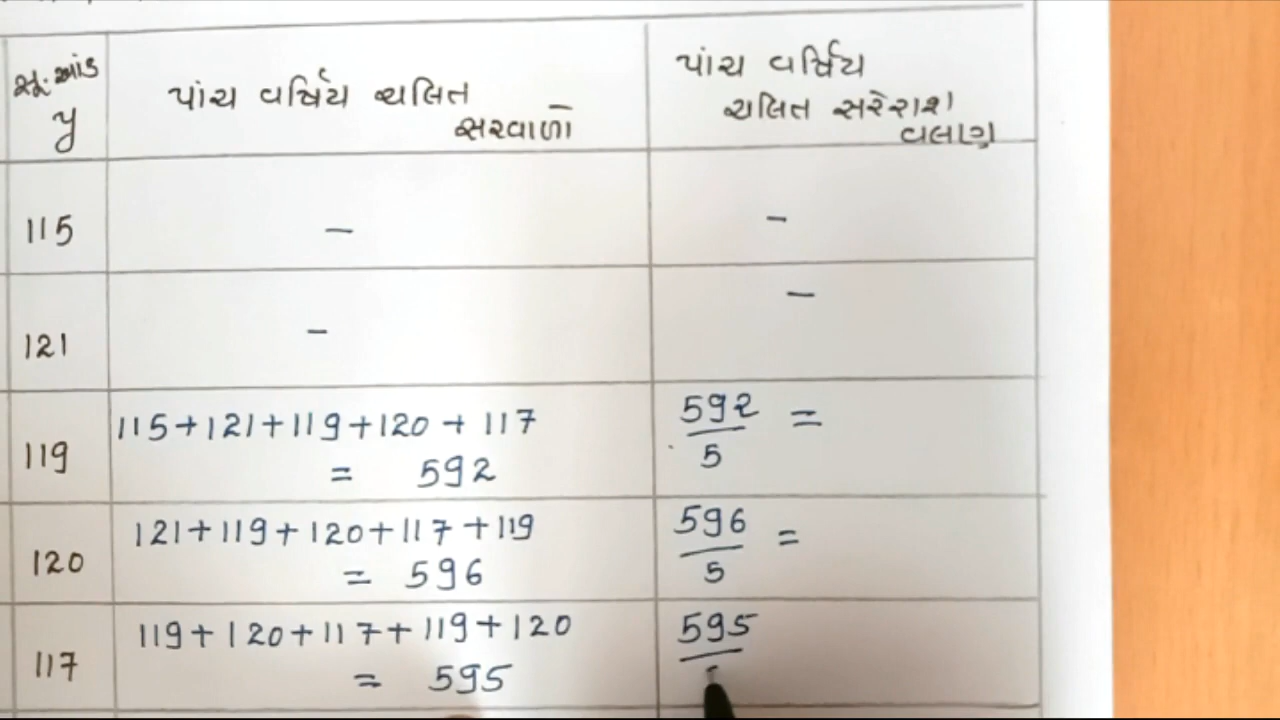 સૂ.આંક
y
પાંચ વર્ષિય ચલિત
સરવાળો
પાંચ વર્ષિય
ચલિત સરેરાશ
વલણ
115 – –
121 – –
119
115+121+119+120+117
= 592
592/5 =
120
121+119+120+117+119
= 596
596/5 =
117
119+120+117+119+120
= 595
595/